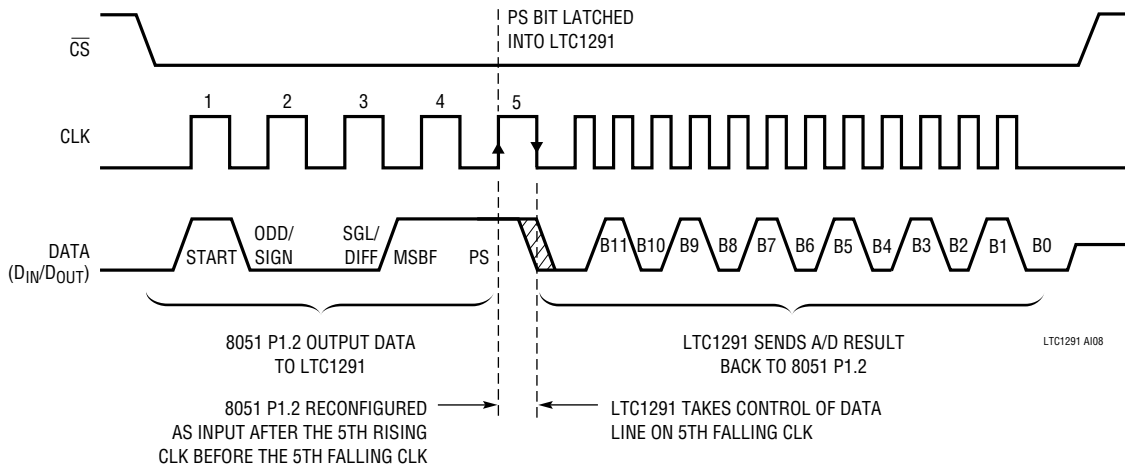 PS BIT LATCHED
INTO LTC1291
CS
1 2 3 4 5
CLK
DATA
(DIN/DOUT)
START
ODD/
SIGN
SGL/
DIFF
MSBF
PS
B11 B10 B9 B8 B7 B6 B5 B4 B3 B2 B1 B0
8051 P1.2 OUTPUT DATA
TO LTC1291
LTC1291 SENDS A/D RESULT
BACK TO 8051 P1.2
LTC1291 AI08
8051 P1.2 RECONFIGURED
AS INPUT AFTER THE 5TH RISING
CLK BEFORE THE 5TH FALLING CLK
LTC1291 TAKES CONTROL OF DATA
LINE ON 5TH FALLING CLK